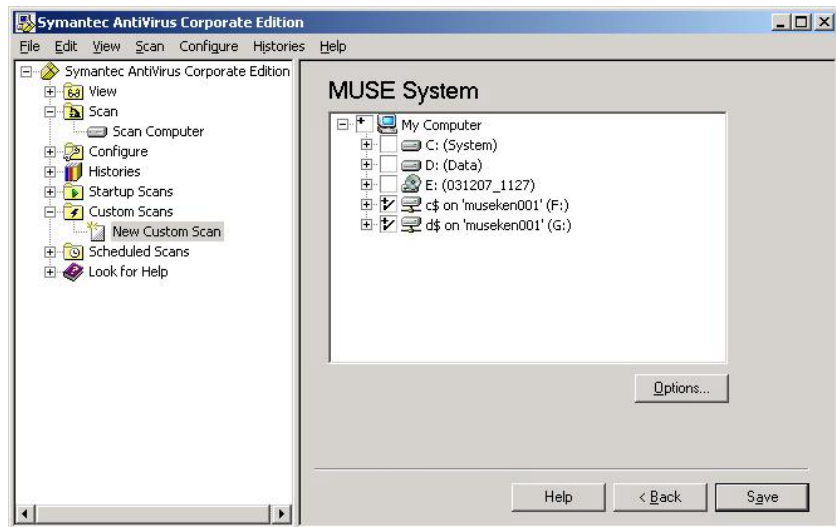 Symantec AntiVirus Corporate Edition
File Edit View Scan Configure Histories Help
Symantec AntiVirus Corporate Edition
View
Scan
Scan Computer
Configure
Histories
Startup Scans
Custom Scans
New Custom Scan
Scheduled Scans
Look for Help
MUSE System
My Computer
C: (System)
D: (Data)
E: (031207_1127)
c$ on 'museken001' (F:)
d$ on 'museken001' (G:)
Options...
Help < Back Save